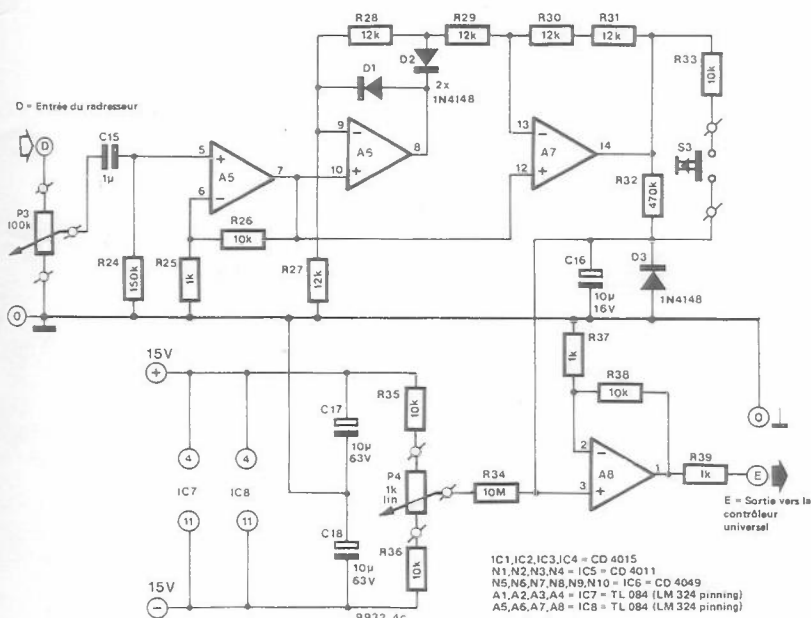 R28
12k
R29
12k
R30
12k
R31
12k
D2
D1
2x
1N4148
R33
10k
D = Entrée du redresseur
D
C15
1µ
5
+
A5
7
6
−
9
−
A6
8
10
+
13
−
A7
14
12
+
S3
R32
470k
P3
100k
R24
150k
R25
1k
R26
10k
R27
12k
C16
10µ
16V
D3
1N4148
0
15V
+
4
4
IC7
IC8
11
11
15V
−
C17
10µ
63V
C18
10µ
63V
R35
10k
P4
1k
lin
R36
10k
R34
10M
R37
1k
R38
10k
2
−
A8
1
3
+
R39
1k
E
0
E = Sortie vers le
contrôleur
universel
1C1,IC2,IC3,IC4 = CD 4015
N1,N2,N3,N4 = IC5 = CD 4011
N5,N6,N7,N8,N9,N10 = IC6 = CD 4049
A1,A2,A3,A4 = IC7 = TL 084 (LM 324 pinning)
A5,A6,A7,A8 = IC8 = TL 084 (LM 324 pinning)
9932 4c